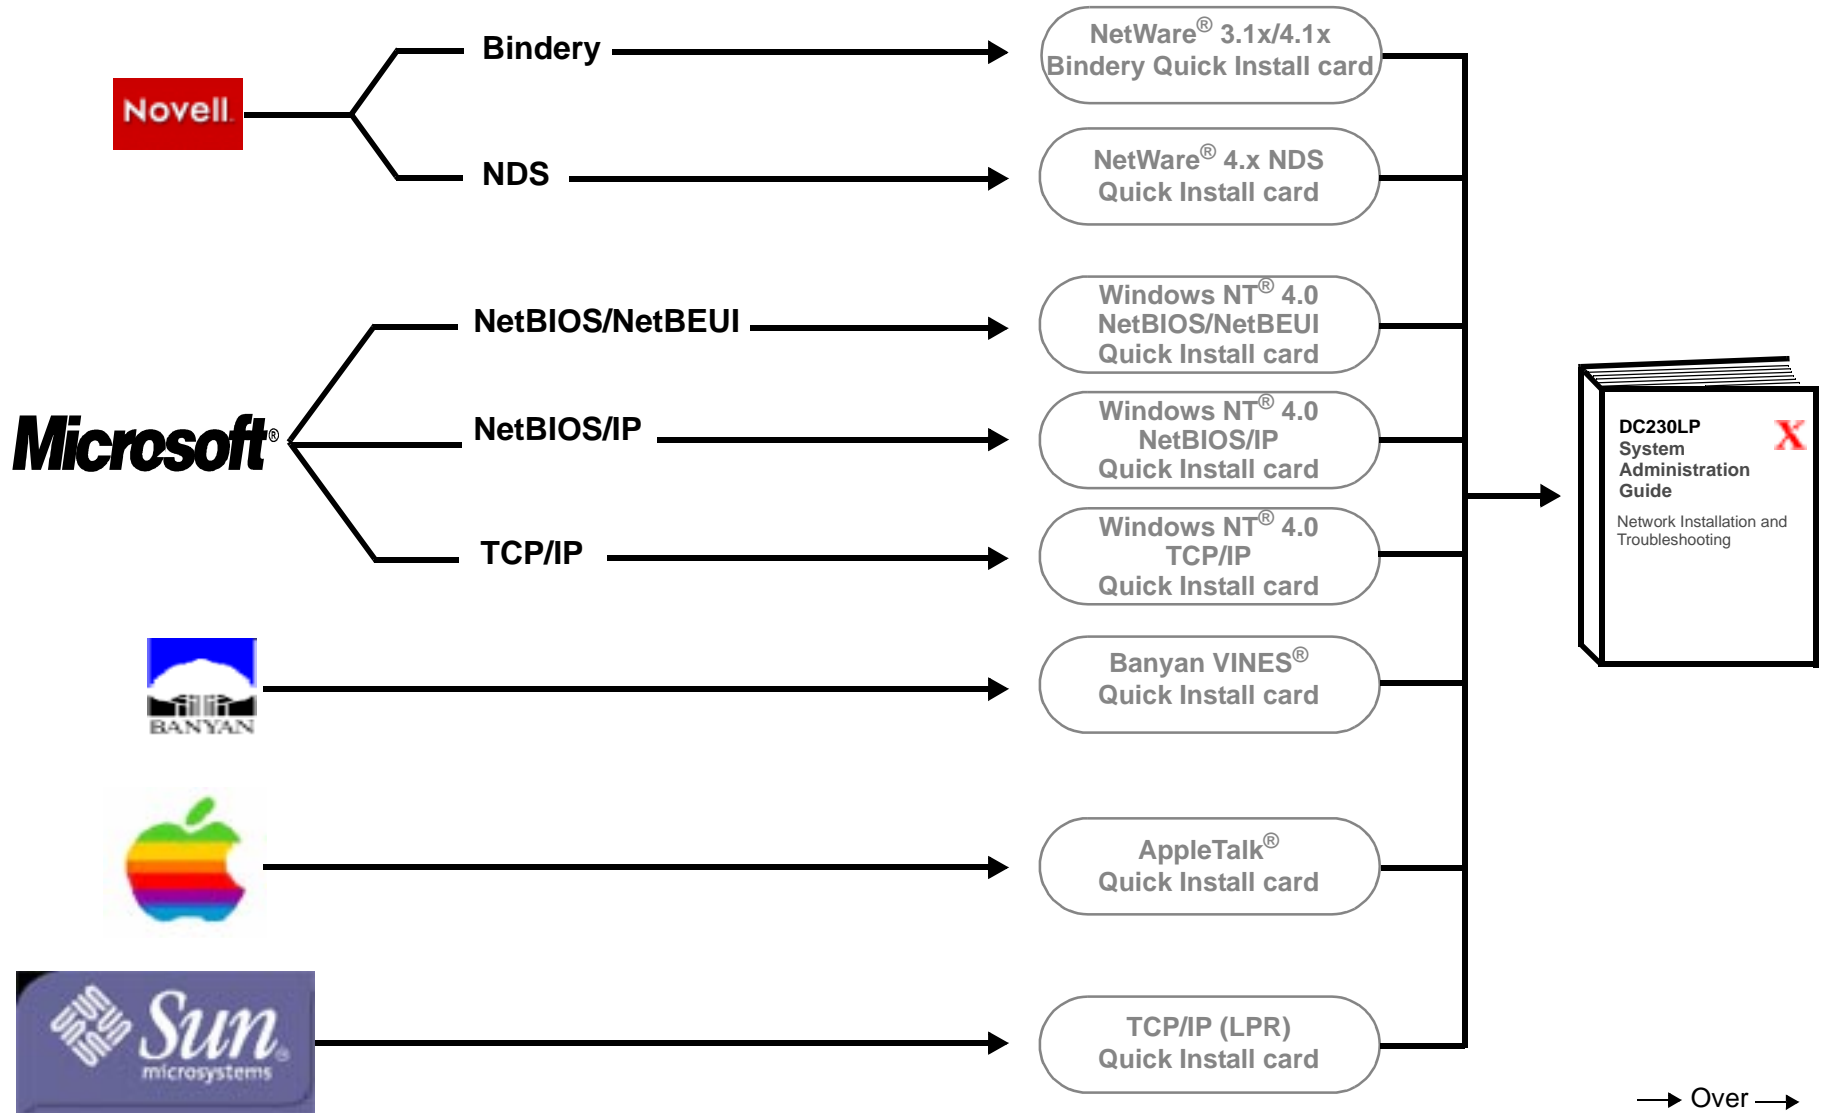 Novell.
Bindery
NetWare® 3.1x/4.1x
Bindery Quick Install card
NDS
NetWare® 4.x NDS
Quick Install card
Microsoft®
NetBIOS/NetBEUI
Windows NT® 4.0
NetBIOS/NetBEUI
Quick Install card
NetBIOS/IP
Windows NT® 4.0
NetBIOS/IP
Quick Install card
TCP/IP
Windows NT® 4.0
TCP/IP
Quick Install card
BANYAN
Banyan VINES®
Quick Install card
AppleTalk®
Quick Install card
Sun®
microsystems
TCP/IP (LPR)
Quick Install card
DC230LP
System
Administration
Guide
X
Network Installation and
Troubleshooting
Over